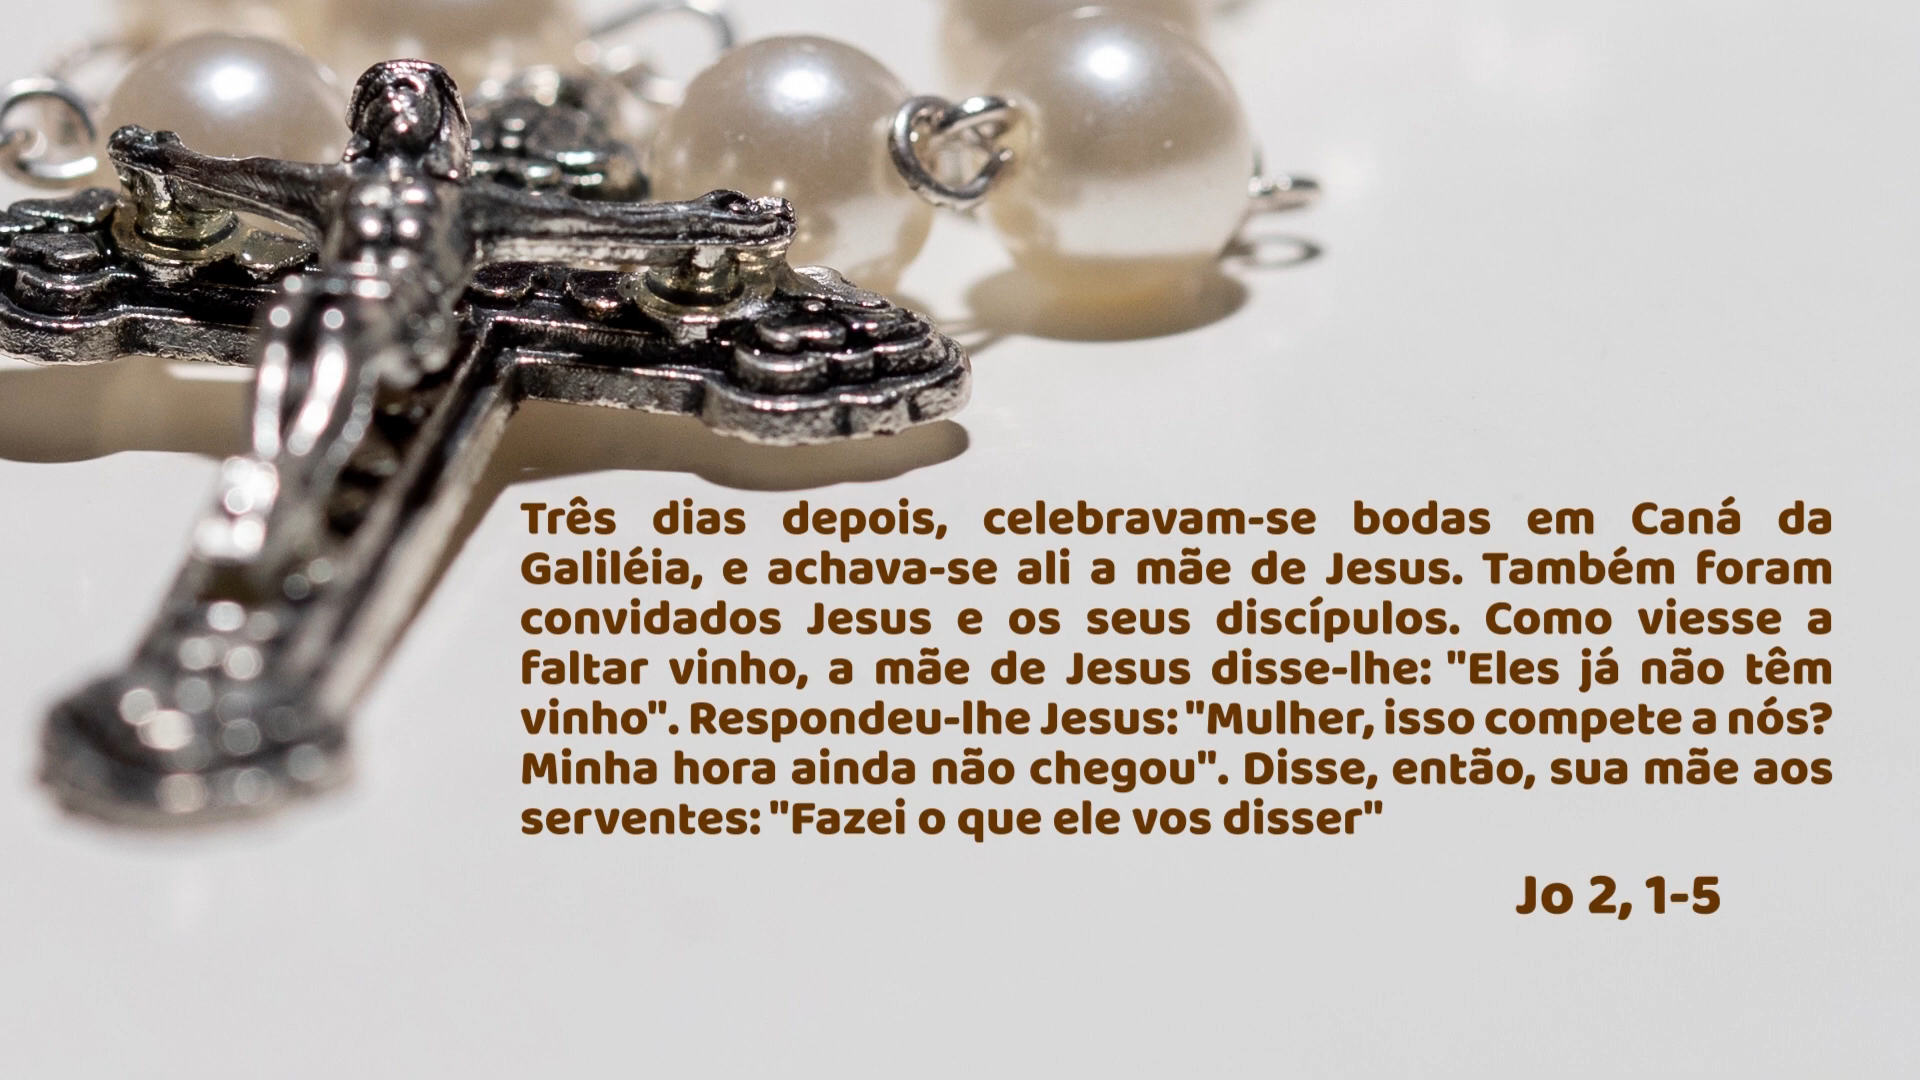 Três dias depois, celebravam-se bodas em Caná da
Galiléia, e achava-se ali a mãe de Jesus. Também foram
convidados Jesus e os seus discípulos. Como viesse a
faltar vinho, a mãe de Jesus disse-lhe: "Eles já não têm
vinho". Respondeu-lhe Jesus: "Mulher, isso compete a nós?
Minha hora ainda não chegou". Disse, então, sua mãe aos
serventes: "Fazei o que ele vos disser"
Jo 2, 1-5